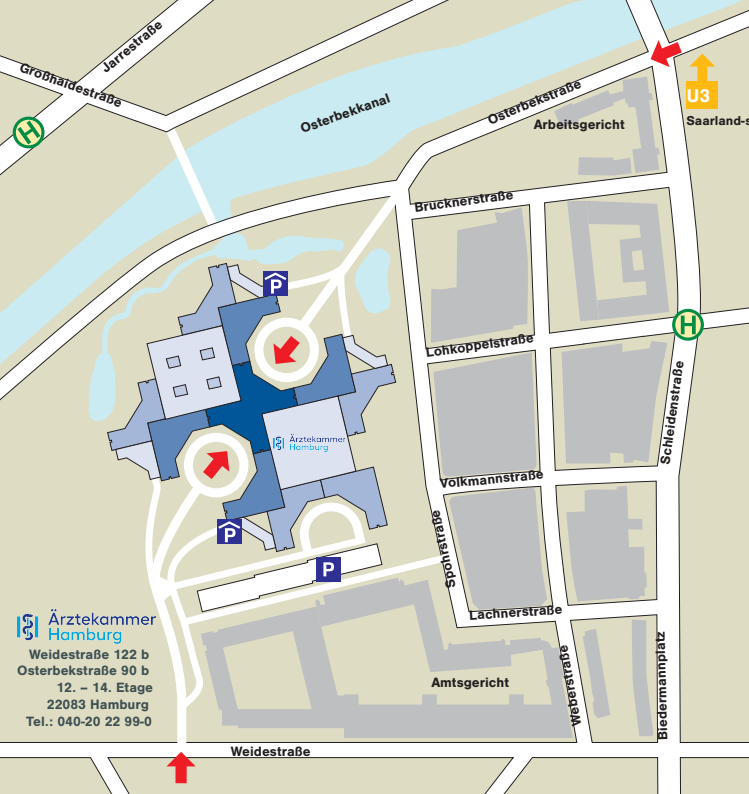 Jarrestraße
Großhaidestraße
H
Osterbekkanal
Osterbekstraße
U3
Saarland-s
Arbeitsgericht
Brucknerstraße
P
H
Lohkoppelstraße
Schleidenstraße
Ärztekammer
Hamburg
Volkmannstraße
P
Spohrstraße
P
Lachnerstraße
Ärztekammer
Hamburg
Weidestraße 122 b
Osterbekstraße 90 b
12. – 14. Etage
22083 Hamburg
Tel.: 040-20 22 99-0
Amtsgericht
Weberstraße
Biedermannplatz
Weidestraße